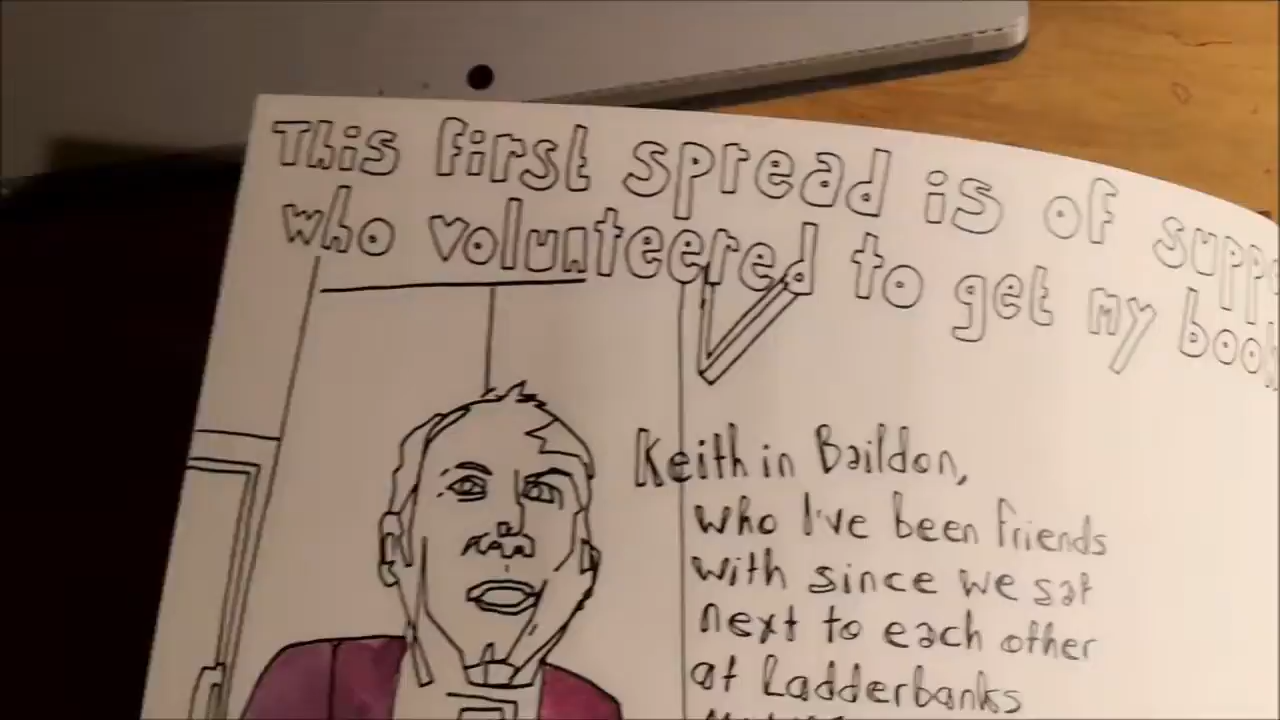 This first spread is of
who volunteered to get my
Keith in Baildon,
who I've been friends
with since we sat
next to each other
at Ladderbanks